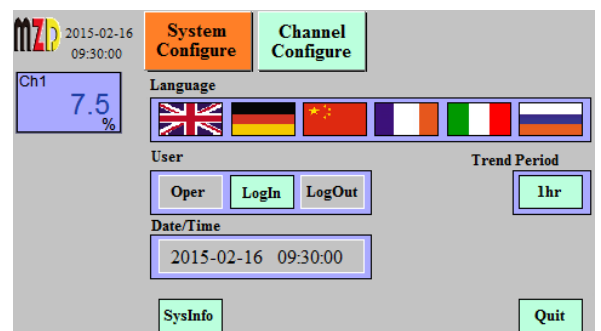 MZD
2015-02-16
09:30:00
System
Configure
Channel
Configure
Ch1
7.5
%
Language
User
Trend Period
Oper
LogIn
LogOut
1hr
Date/Time
2015-02-16 09:30:00
SysInfo
Quit